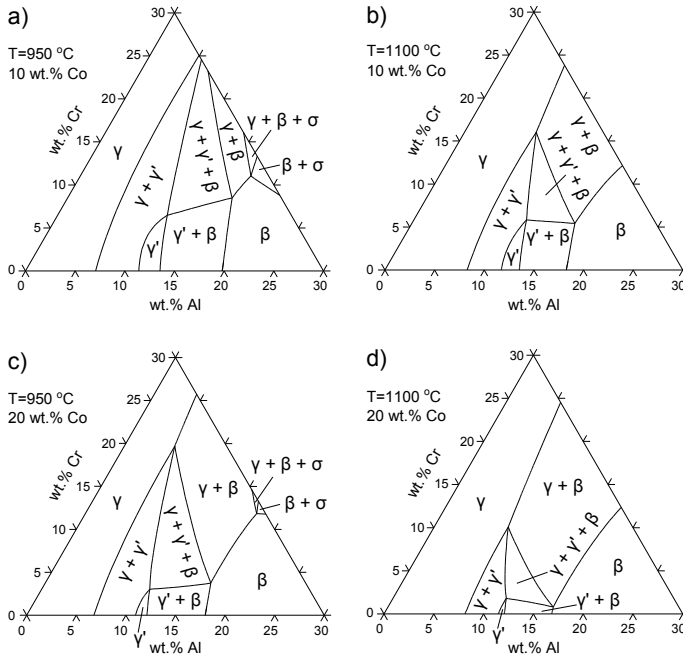 a)
T=950 °C
10 wt.% Co
30
25
20
15
10
5
0
wt.% Cr
γ
γ + γ'
γ + γ' + β
γ + β
γ + β + σ
β + σ
γ'
γ' + β
β
0
5
10
15
20
25
30
wt.% Al
b)
T=1100 °C
10 wt.% Co
30
25
20
15
10
5
0
wt.% Cr
γ
γ + γ'
γ + γ' + β
γ + β
γ'
γ' + β
β
0
5
10
15
20
25
30
wt.% Al
c)
T=950 °C
20 wt.% Co
30
25
20
15
10
5
0
wt.% Cr
γ
γ + γ'
γ + γ' + β
γ + β
γ + β + σ
β + σ
γ' + β
β
γ'
0
5
10
15
20
25
30
wt.% Al
d)
T=1100 °C
20 wt.% Co
30
25
20
15
10
5
0
wt.% Cr
γ
γ + β
γ + γ'
γ + γ' + β
β
γ'
γ' + β
0
5
10
15
20
25
30
wt.% Al